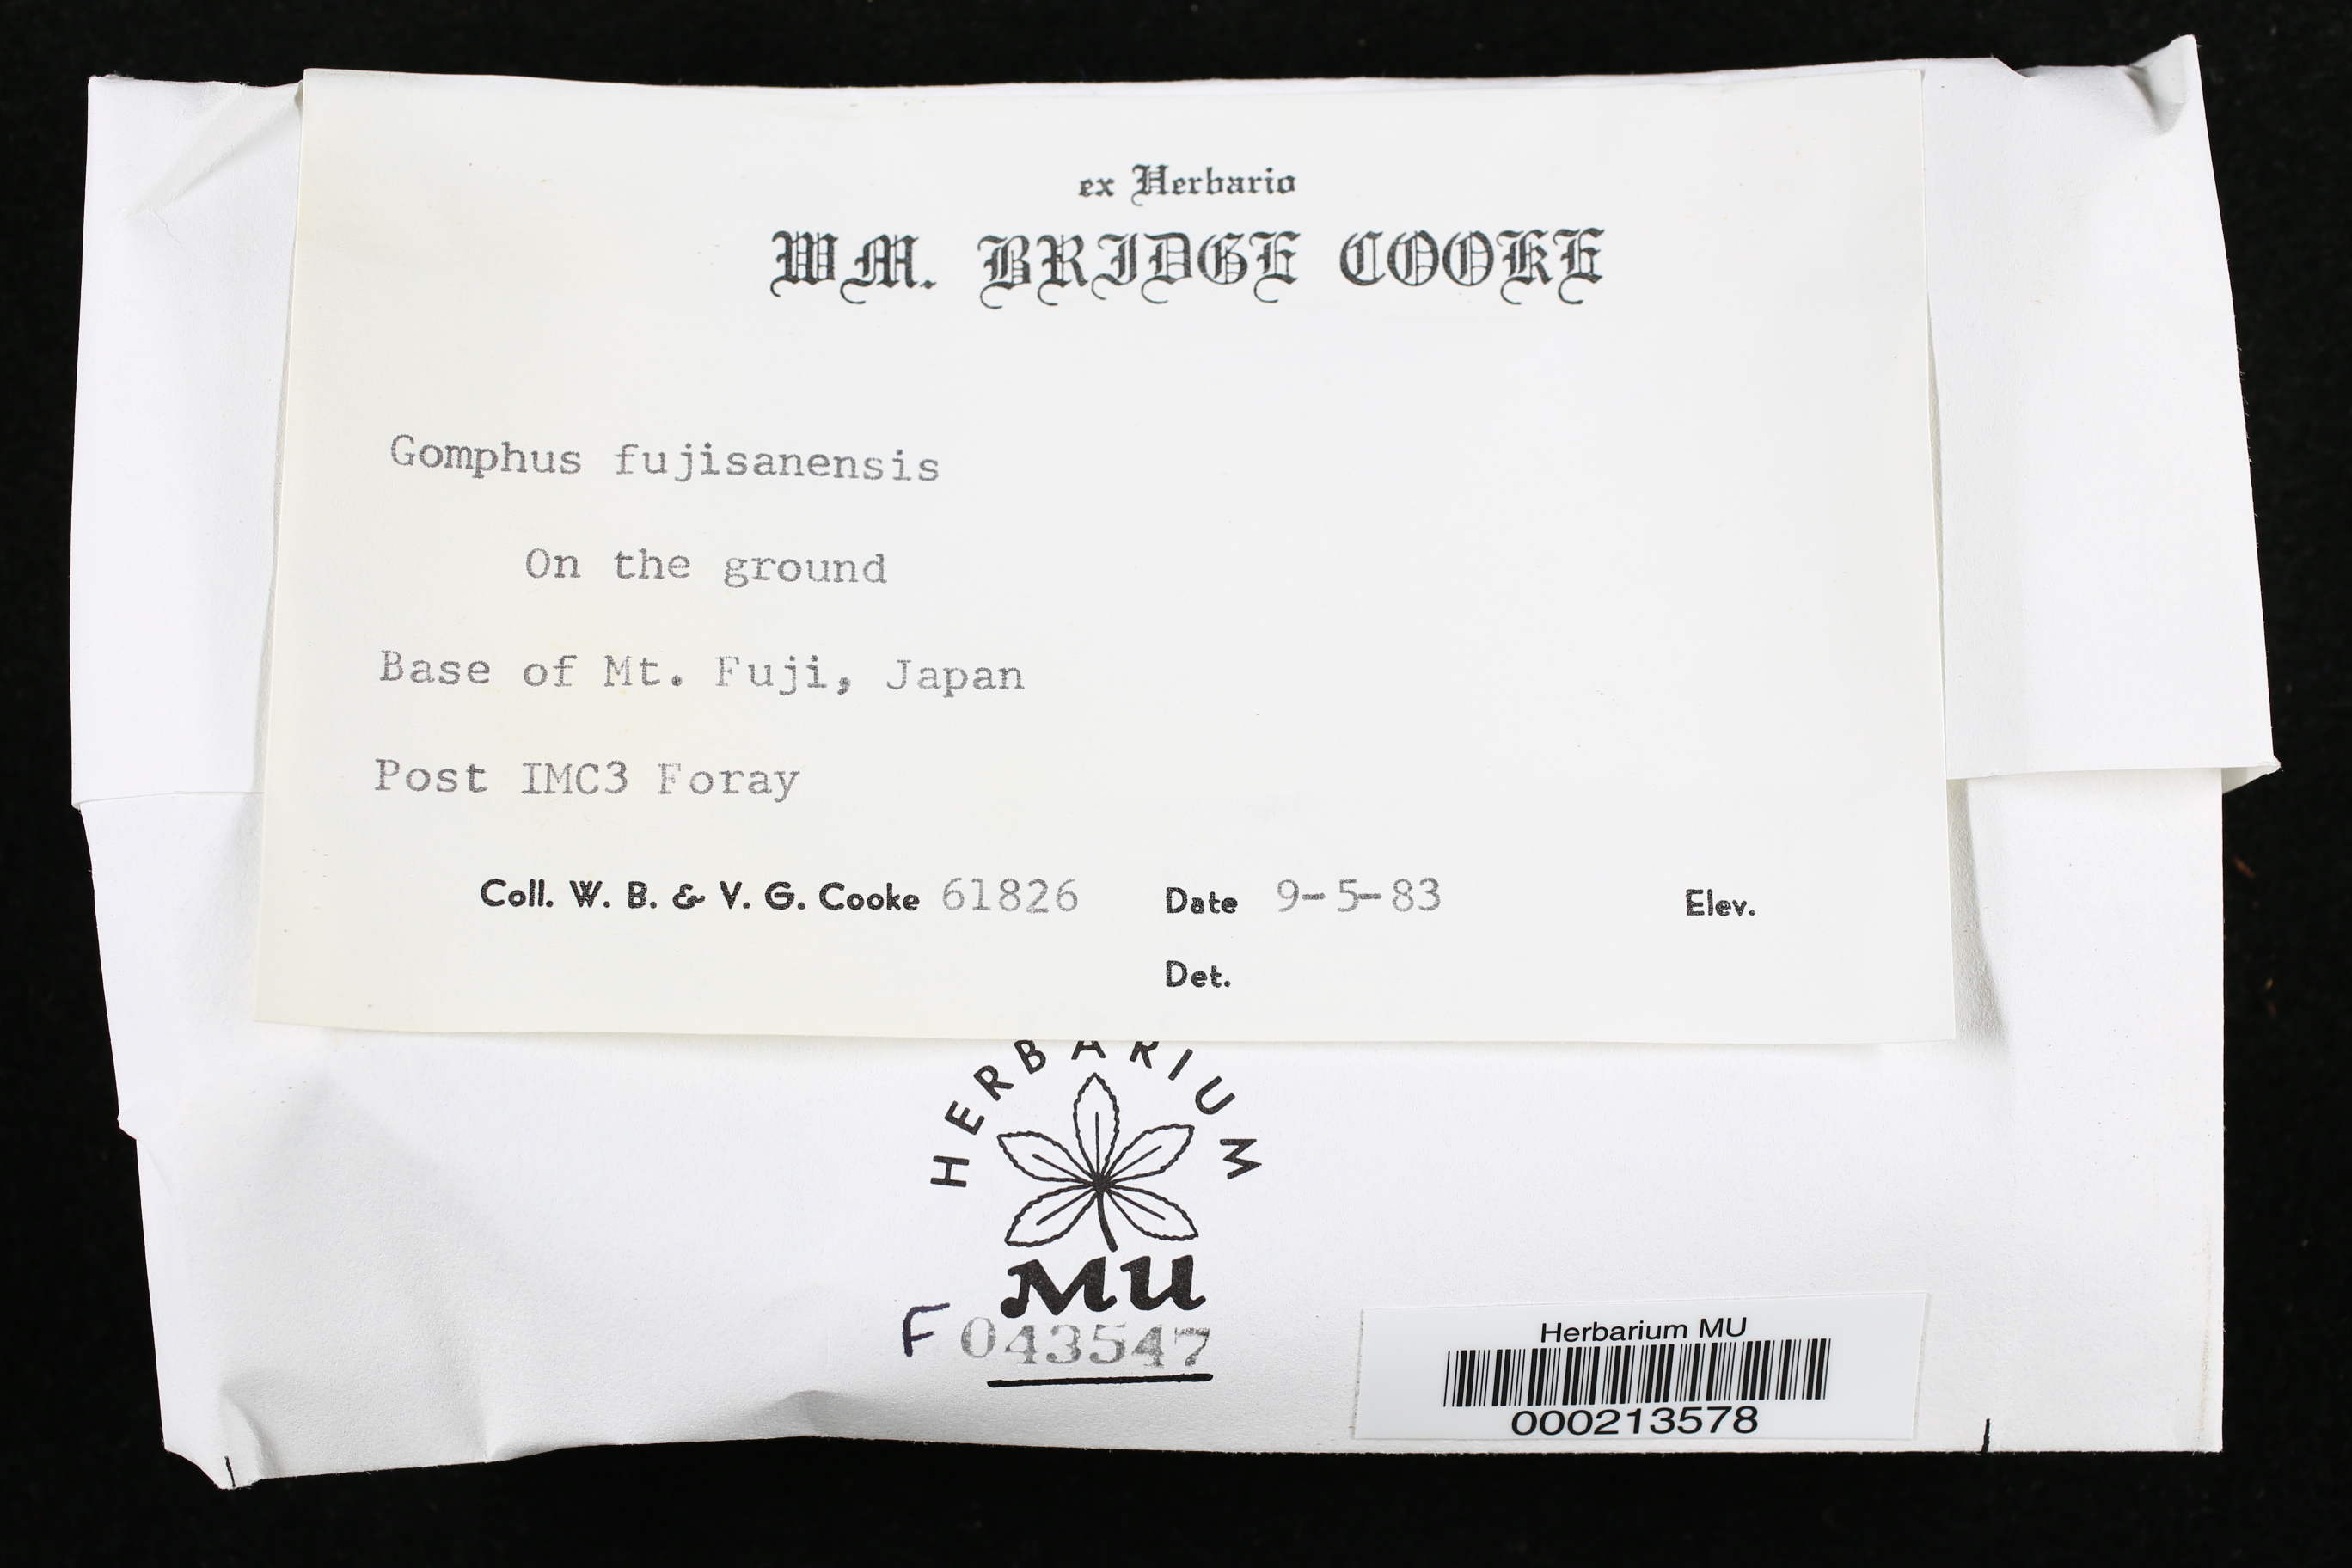 ex Herbario
WM. BRIDGE COOKE
Gomphus fujisanensis
On the ground
Base of Mt. Fuji, Japan
Post IMC3 Foray
Coll. W. B. & V. G. Cooke 61826 Date 9-5-83 Elev.
Det.
HERBARIUM
MU
F 043547
Herbarium MU
000213578